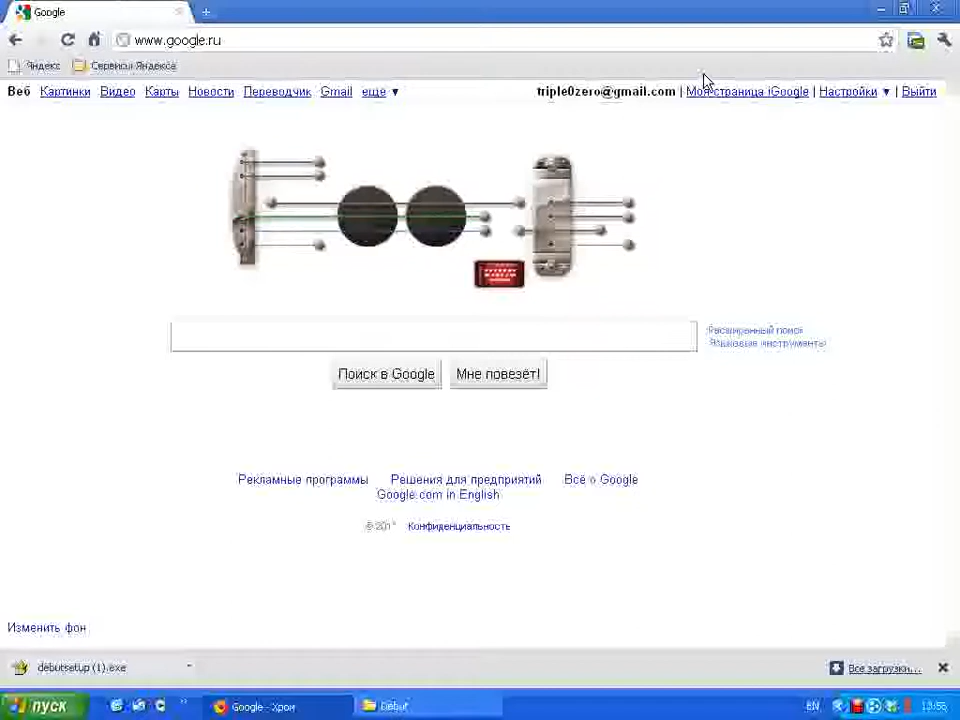 Google
www.google.ru
Яндекс Сервисы Яндекса
Веб Картинки Видео Карты Новости Переводчик Gmail ещё ▼ triple0zero@gmail.com | Моя страница iGoogle | Настройки ▼ | Выйти
Расширенный поиск
Языковые инструменты
Поиск в Google Мне повезёт!
Рекламные программы Решения для предприятий Всё о Google
Google.com in English
Конфиденциальность
Изменить фон
debutsetup (1).exe Все загрузки...
пуск Google - Хрон Debut EN